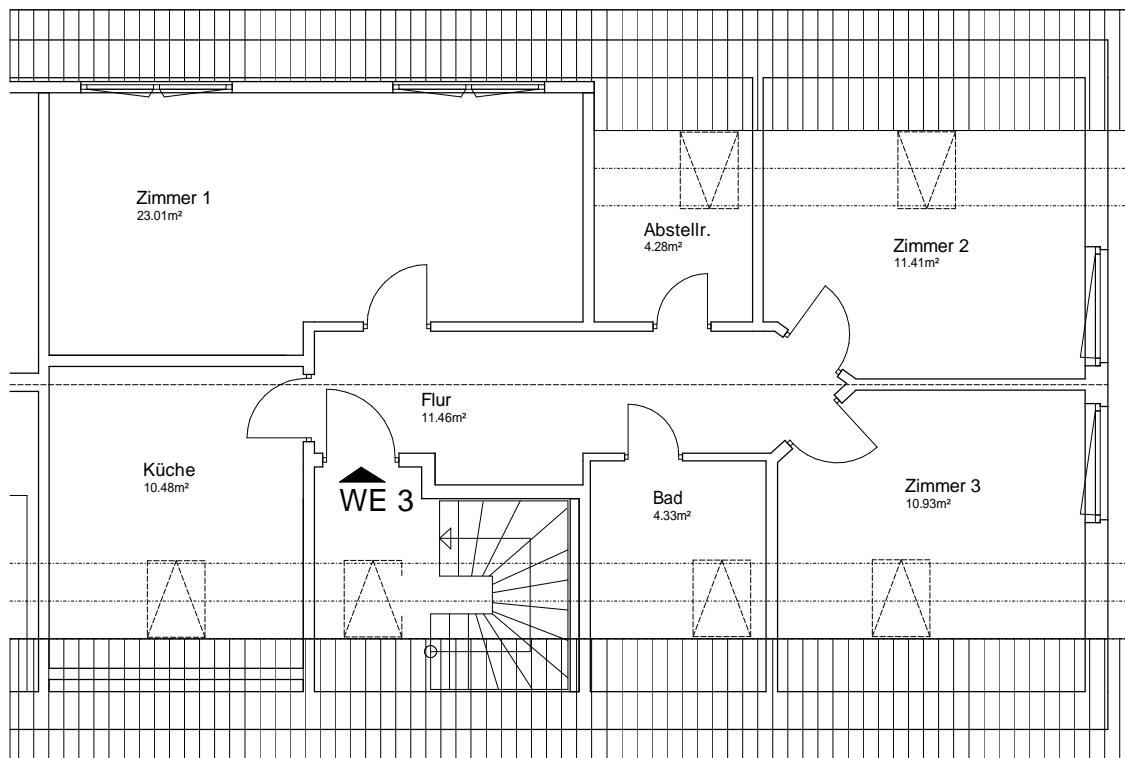 Zimmer 1
23.01m²
Abstellr.
4.28m²
Zimmer 2
11.41m²
Flur
11.46m²
Küche
10.48m²
WE 3
Bad
4.33m²
Zimmer 3
10.93m²